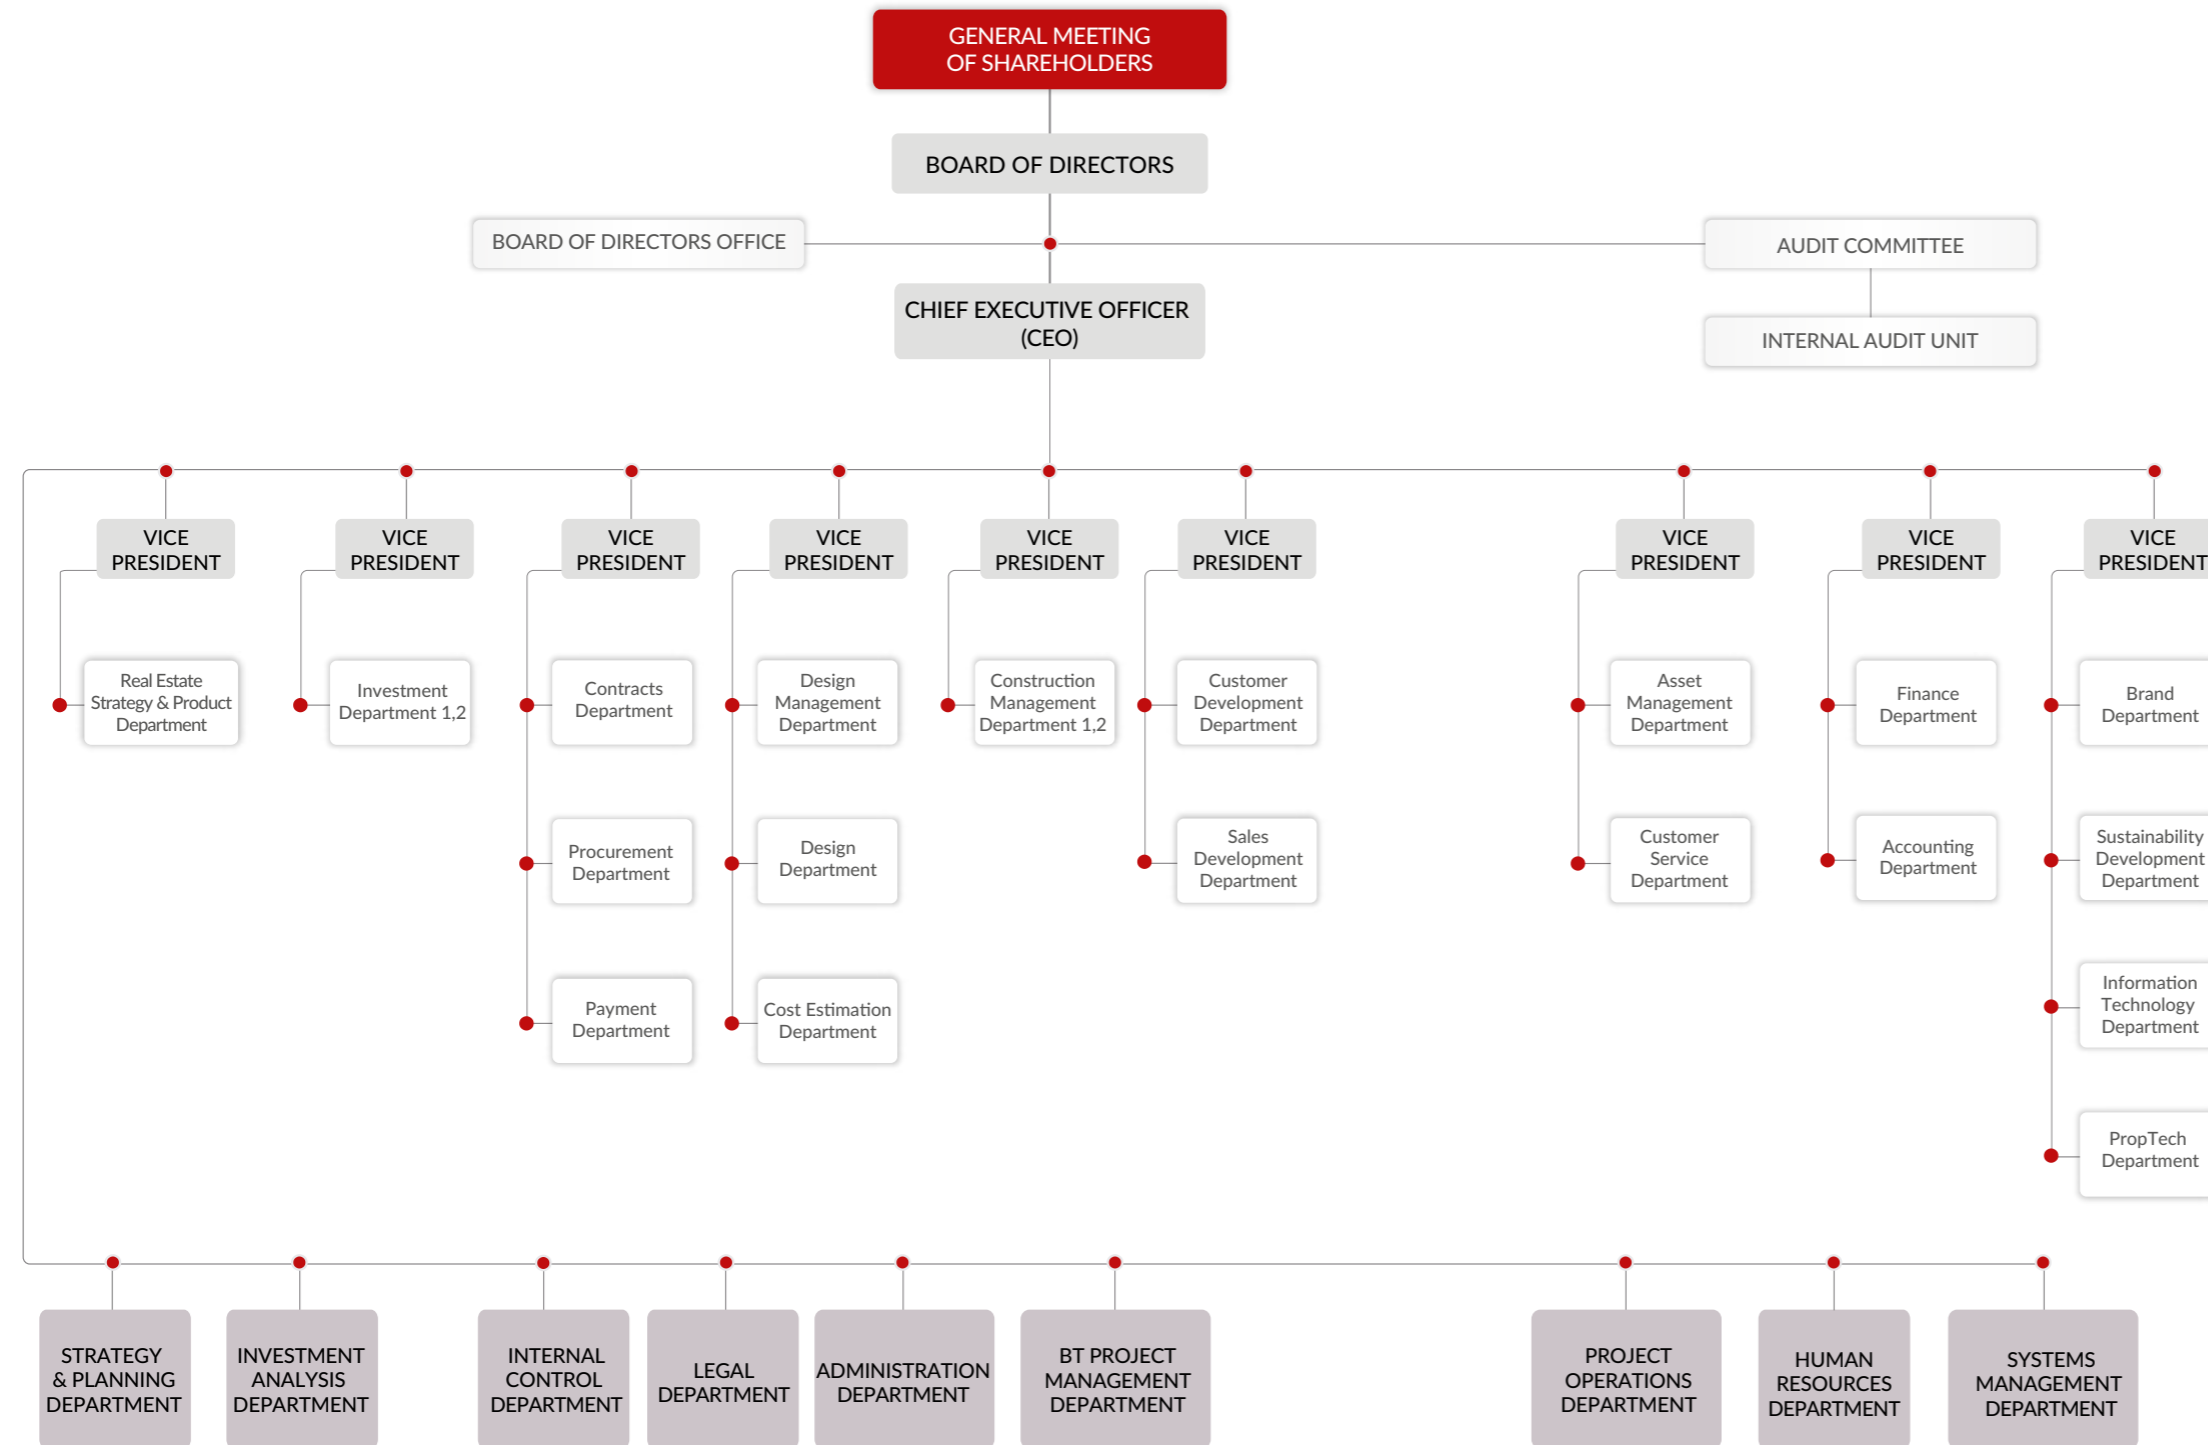 GENERAL MEETING
OF SHAREHOLDERS
BOARD OF DIRECTORS
BOARD OF DIRECTORS OFFICE
AUDIT COMMITTEE
CHIEF EXECUTIVE OFFICER
(CEO)
INTERNAL AUDIT UNIT
VICE
PRESIDENT
VICE
PRESIDENT
VICE
PRESIDENT
VICE
PRESIDENT
VICE
PRESIDENT
VICE
PRESIDENT
VICE
PRESIDENT
VICE
PRESIDENT
VICE
PRESIDENT
Real Estate
Strategy & Product
Department
Investment
Department 1,2
Contracts
Department
Design
Management
Department
Construction
Management
Department 1,2
Customer
Development
Department
Asset
Management
Department
Finance
Department
Brand
Department
Procurement
Department
Design
Department
Sales
Development
Department
Customer
Service
Department
Accounting
Department
Sustainability
Development
Department
Payment
Department
Cost Estimation
Department
Information
Technology
Department
PropTech
Department
STRATEGY
& PLANNING
DEPARTMENT
INVESTMENT
ANALYSIS
DEPARTMENT
INTERNAL
CONTROL
DEPARTMENT
LEGAL
DEPARTMENT
ADMINISTRATION
DEPARTMENT
BT PROJECT
MANAGEMENT
DEPARTMENT
PROJECT
OPERATIONS
DEPARTMENT
HUMAN
RESOURCES
DEPARTMENT
SYSTEMS
MANAGEMENT
DEPARTMENT